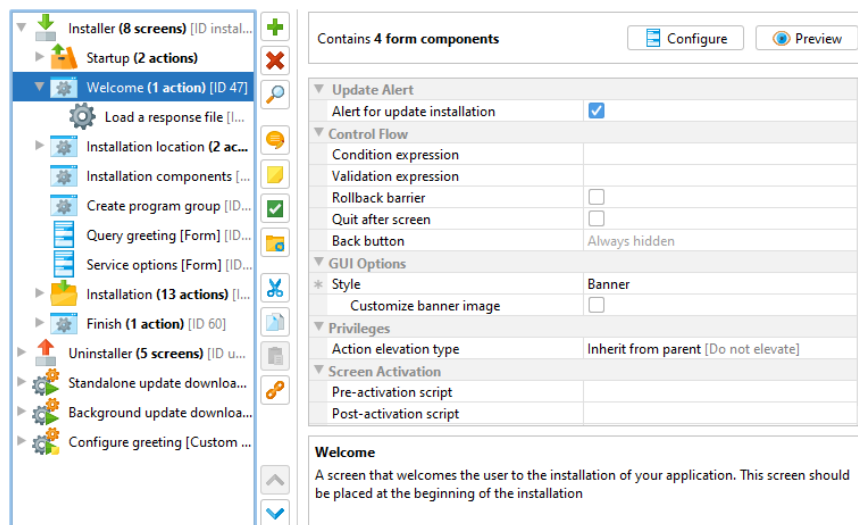 Installer (8 screens) [ID instal...
Startup (2 actions)
Welcome (1 action) [ID 47]
Load a response file [I...
Installation location (2 ac...
Installation components [...
Create program group [ID...
Query greeting [Form] [ID...
Service options [Form] [ID...
Installation (13 actions) [I...
Finish (1 action) [ID 60]
Uninstaller (5 screens) [ID u...
Standalone update downloa...
Background update downloa...
Configure greeting [Custom ...
Contains 4 form components
Configure
Preview
Update Alert
Alert for update installation
Control Flow
Condition expression
Validation expression
Rollback barrier
Quit after screen
Back button Always hidden
GUI Options
Style Banner
Customize banner image
Privileges
Action elevation type Inherit from parent [Do not elevate]
Screen Activation
Pre-activation script
Post-activation script
Welcome
A screen that welcomes the user to the installation of your application. This screen should
be placed at the beginning of the installation